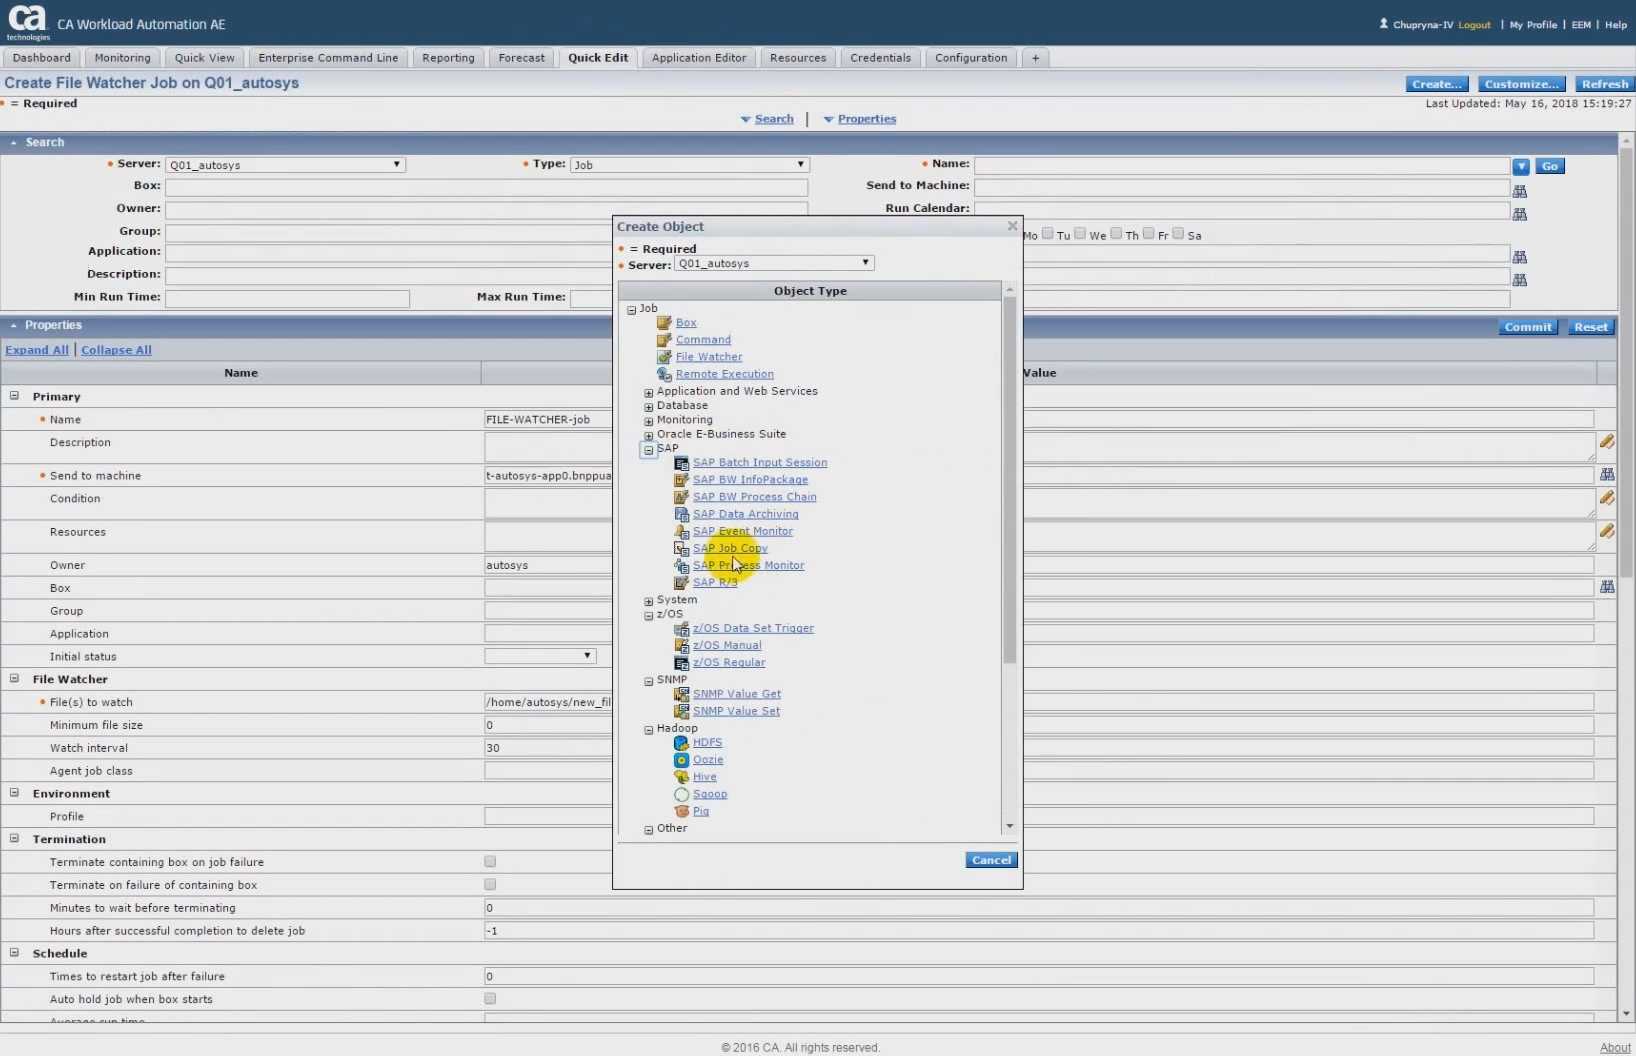 ca technologies CA Workload Automation AE Chupryna-IV Logout | My Profile | EEM | Help
Dashboard Monitoring Quick View Enterprise Command Line Reporting Forecast Quick Edit Application Editor Resources Credentials Configuration +
Create File Watcher Job on Q01_autosys Create... Customize... Refresh
= Required Last Updated: May 16, 2018 15:19:27
Search | Properties
Search
Server: Q01_autosys Type: Job Name: Go
Box: Send to Machine:
Owner: Run Calendar:
Group: Mo Tu We Th Fr Sa
Application:
Description:
Min Run Time: Max Run Time:
Properties Commit Reset
Expand All | Collapse All
Name Value
Primary
Name FILE-WATCHER-job
Description
Send to machine t-autosys-app0.bnppua
Condition
Resources
Owner autosys
Box
Group
Application
Initial status
File Watcher
File(s) to watch /home/autosys/new_fil
Minimum file size 0
Watch interval 30
Agent job class
Environment
Profile
Termination
Terminate containing box on job failure
Terminate on failure of containing box
Minutes to wait before terminating 0
Hours after successful completion to delete job -1
Schedule
Times to restart job after failure 0
Auto hold job when box starts
Create Object
= Required
Server: Q01_autosys
Object Type
Job
Box
Command
File Watcher
Remote Execution
Application and Web Services
Database
Monitoring
Oracle E-Business Suite
SAP
SAP Batch Input Session
SAP BW InfoPackage
SAP BW Process Chain
SAP Data Archiving
SAP Event Monitor
SAP Job Copy
SAP Process Monitor
SAP R/3
System
z/OS
z/OS Data Set Trigger
z/OS Manual
z/OS Regular
SNMP
SNMP Value Get
SNMP Value Set
Hadoop
HDFS
Oozie
Hive
Sqoop
Pig
Other
Cancel
© 2016 CA. All rights reserved. About